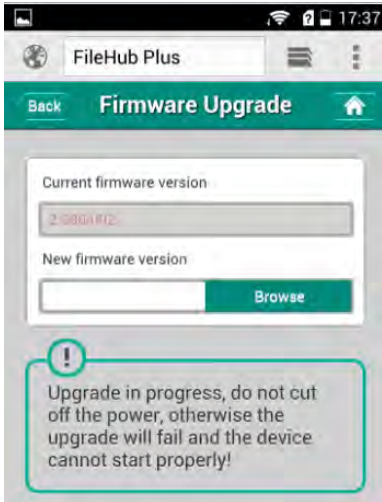 17:37
FileHub Plus
Back Firmware Upgrade
Current firmware version
New firmware version
Browse
Upgrade in progress, do not cut
off the power, otherwise the
upgrade will fail and the device
cannot start properly!